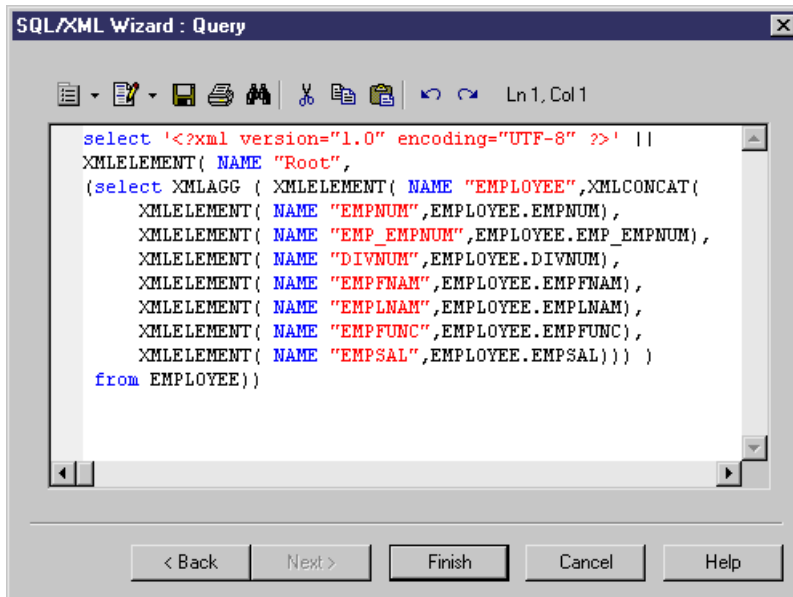 SQL/XML Wizard : Query
Ln 1, Col 1
select '<?xml version="1.0" encoding="UTF-8" ?>' ||
XMLELEMENT( NAME "Root",
(select XMLAGG ( XMLELEMENT( NAME "EMPLOYEE",XMLCONCAT(
XMLELEMENT( NAME "EMPNUM",EMPLOYEE.EMPNUM),
XMLELEMENT( NAME "EMP_EMPNUM",EMPLOYEE.EMP_EMPNUM),
XMLELEMENT( NAME "DIVNUM",EMPLOYEE.DIVNUM),
XMLELEMENT( NAME "EMPFNAM",EMPLOYEE.EMPFNAM),
XMLELEMENT( NAME "EMPLNAM",EMPLOYEE.EMPLNAM),
XMLELEMENT( NAME "EMPFUNC",EMPLOYEE.EMPFUNC),
XMLELEMENT( NAME "EMPSAL",EMPLOYEE.EMPSAL))) )
from EMPLOYEE))
< Back Next > Finish Cancel Help